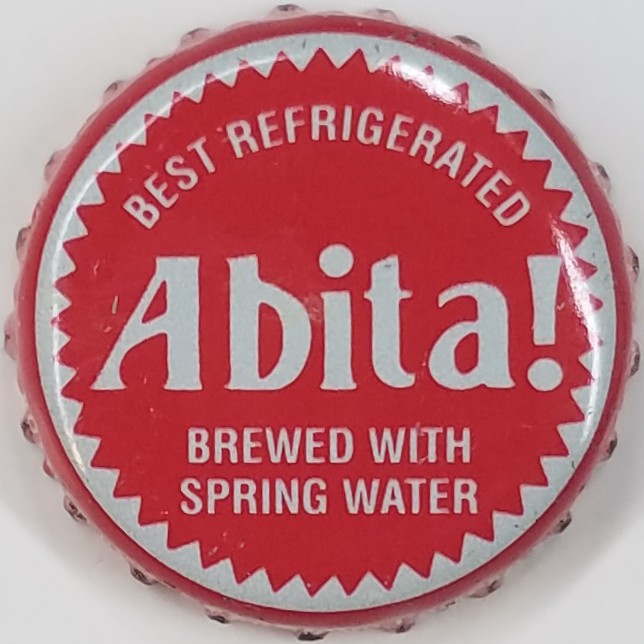 BEST REFRIGERATED
Abita!
BREWED WITH
SPRING WATER